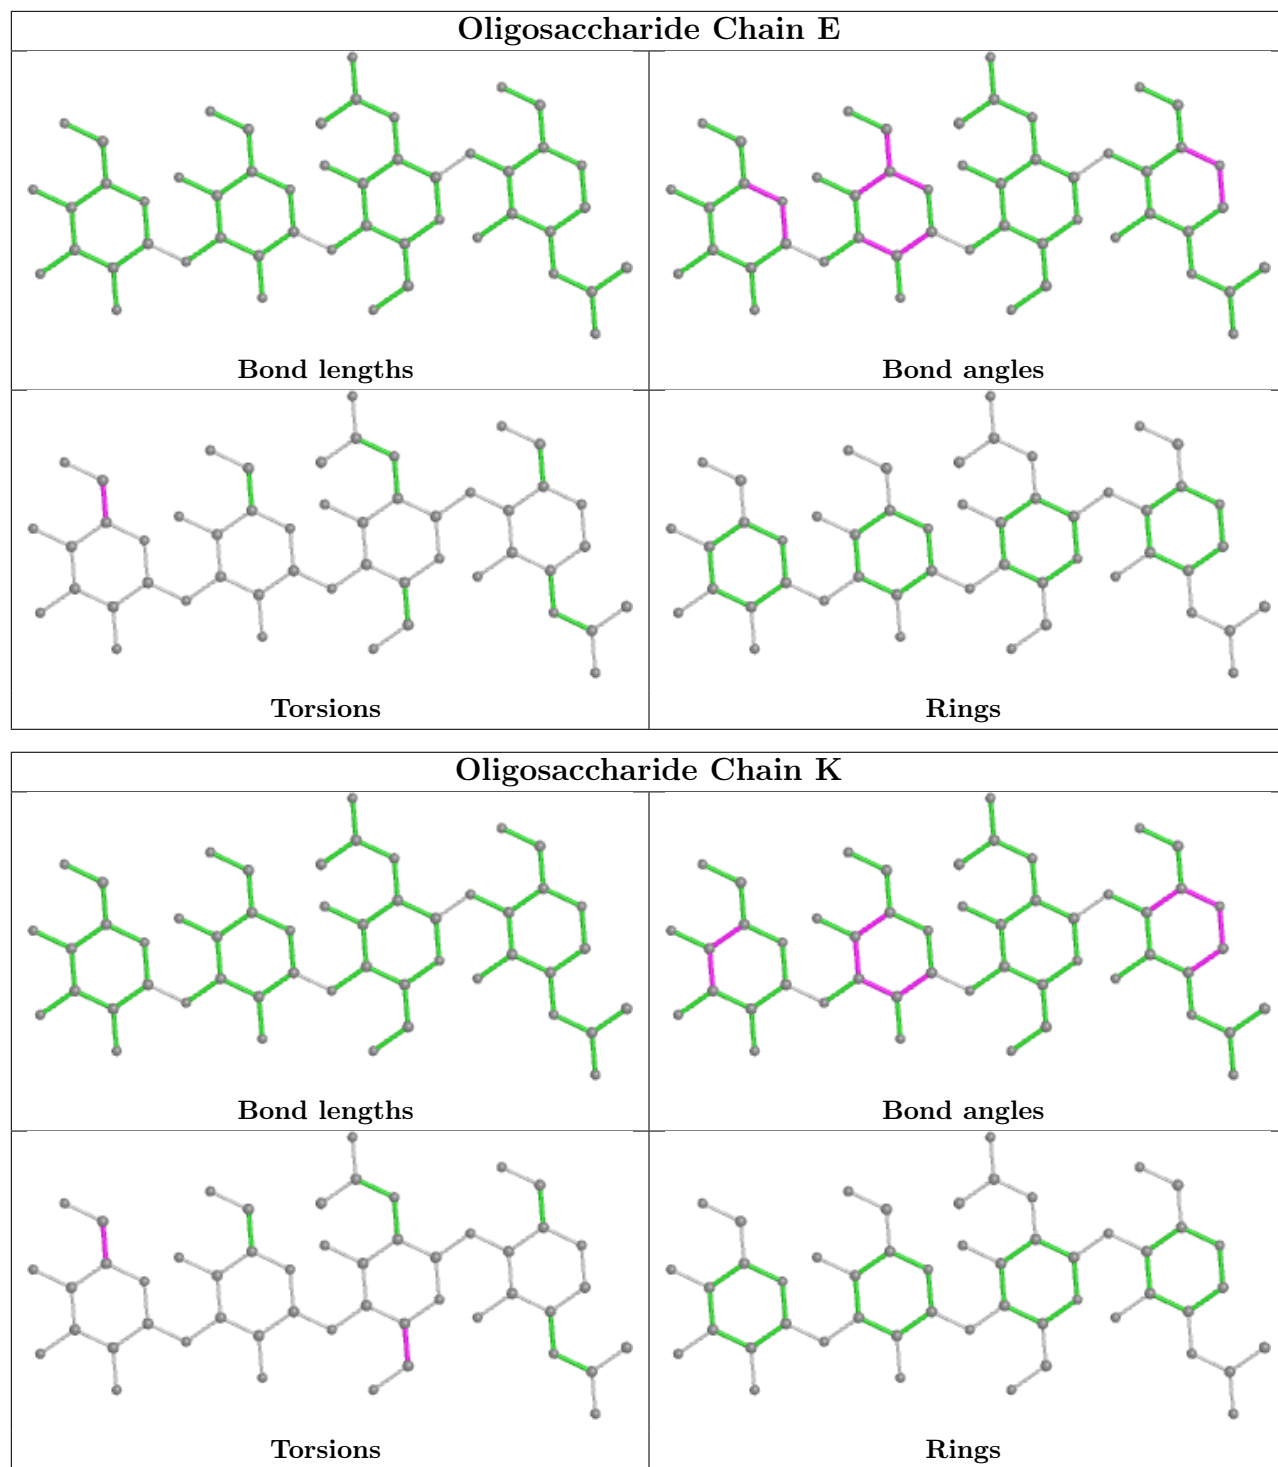 Oligosaccharide Chain E
Bond lengths
Bond angles
Torsions
Rings
Oligosaccharide Chain K
Bond lengths
Bond angles
Torsions
Rings